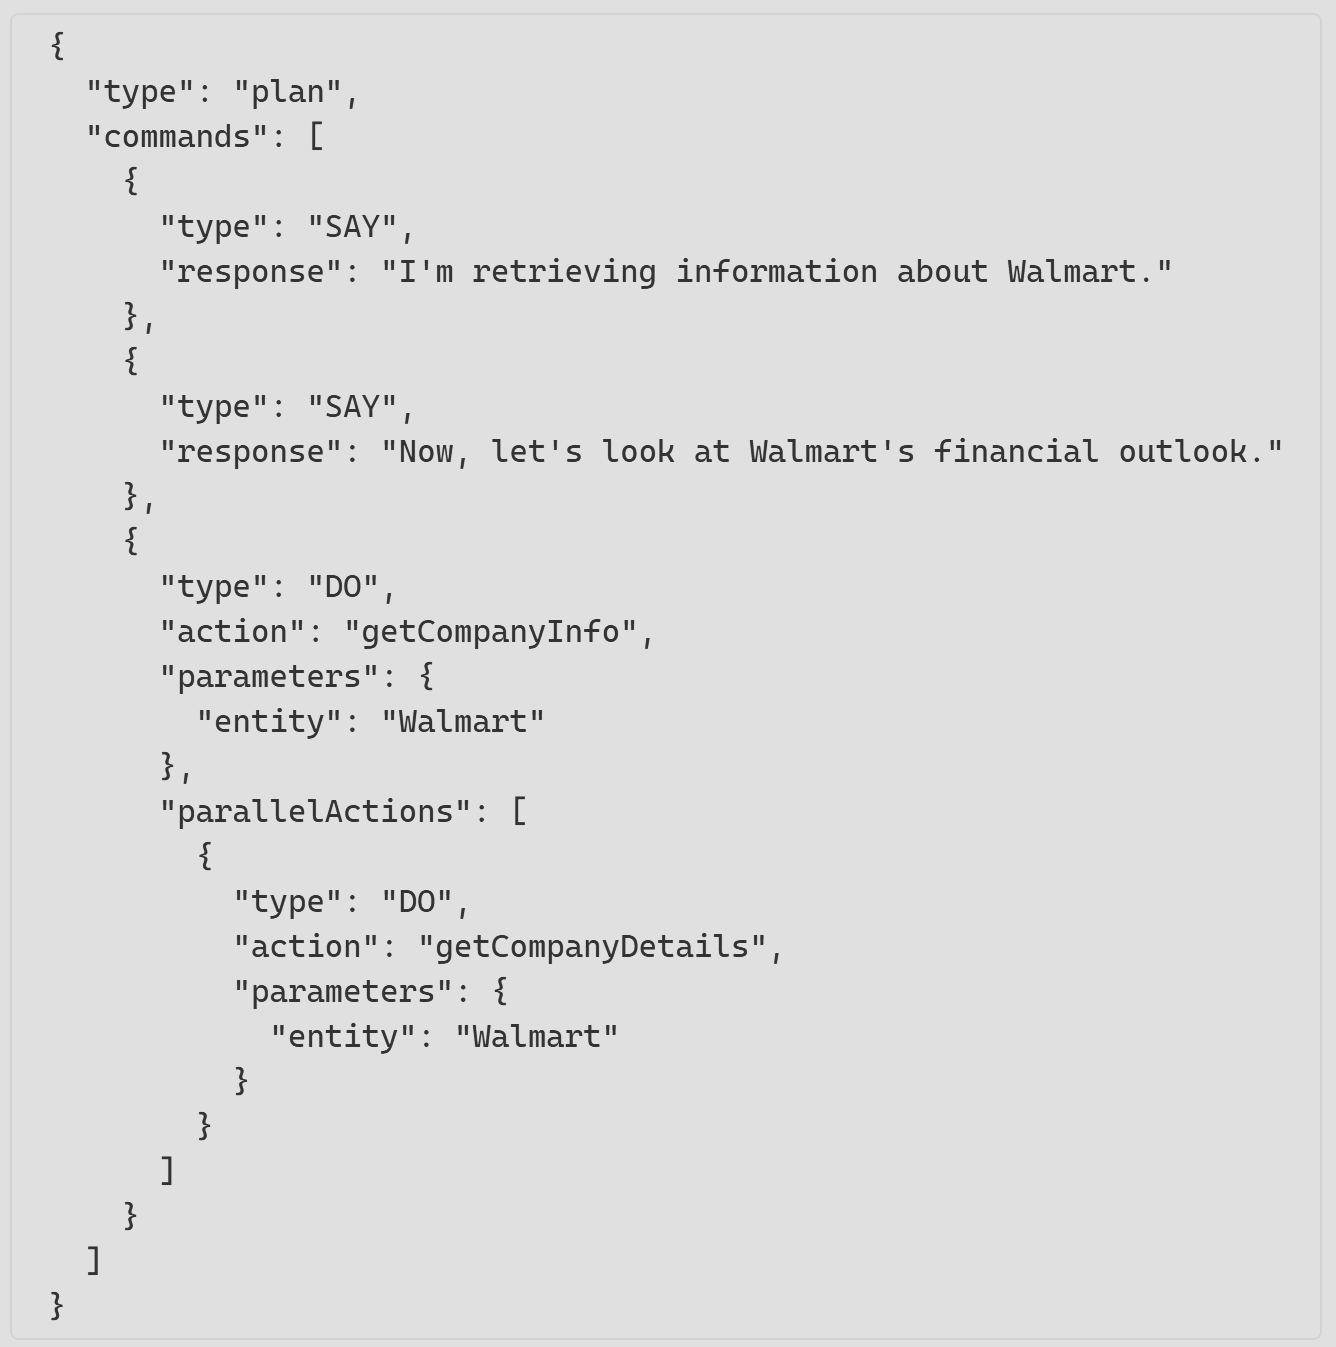 {
  "type": "plan",
  "commands": [
    {
      "type": "SAY",
      "response": "I'm retrieving information about Walmart."
    },
    {
      "type": "SAY",
      "response": "Now, let's look at Walmart's financial outlook."
    },
    {
      "type": "DO",
      "action": "getCompanyInfo",
      "parameters": {
        "entity": "Walmart"
      },
      "parallelActions": [
        {
          "type": "DO",
          "action": "getCompanyDetails",
          "parameters": {
            "entity": "Walmart"
          }
        }
      ]
    }
  ]
}